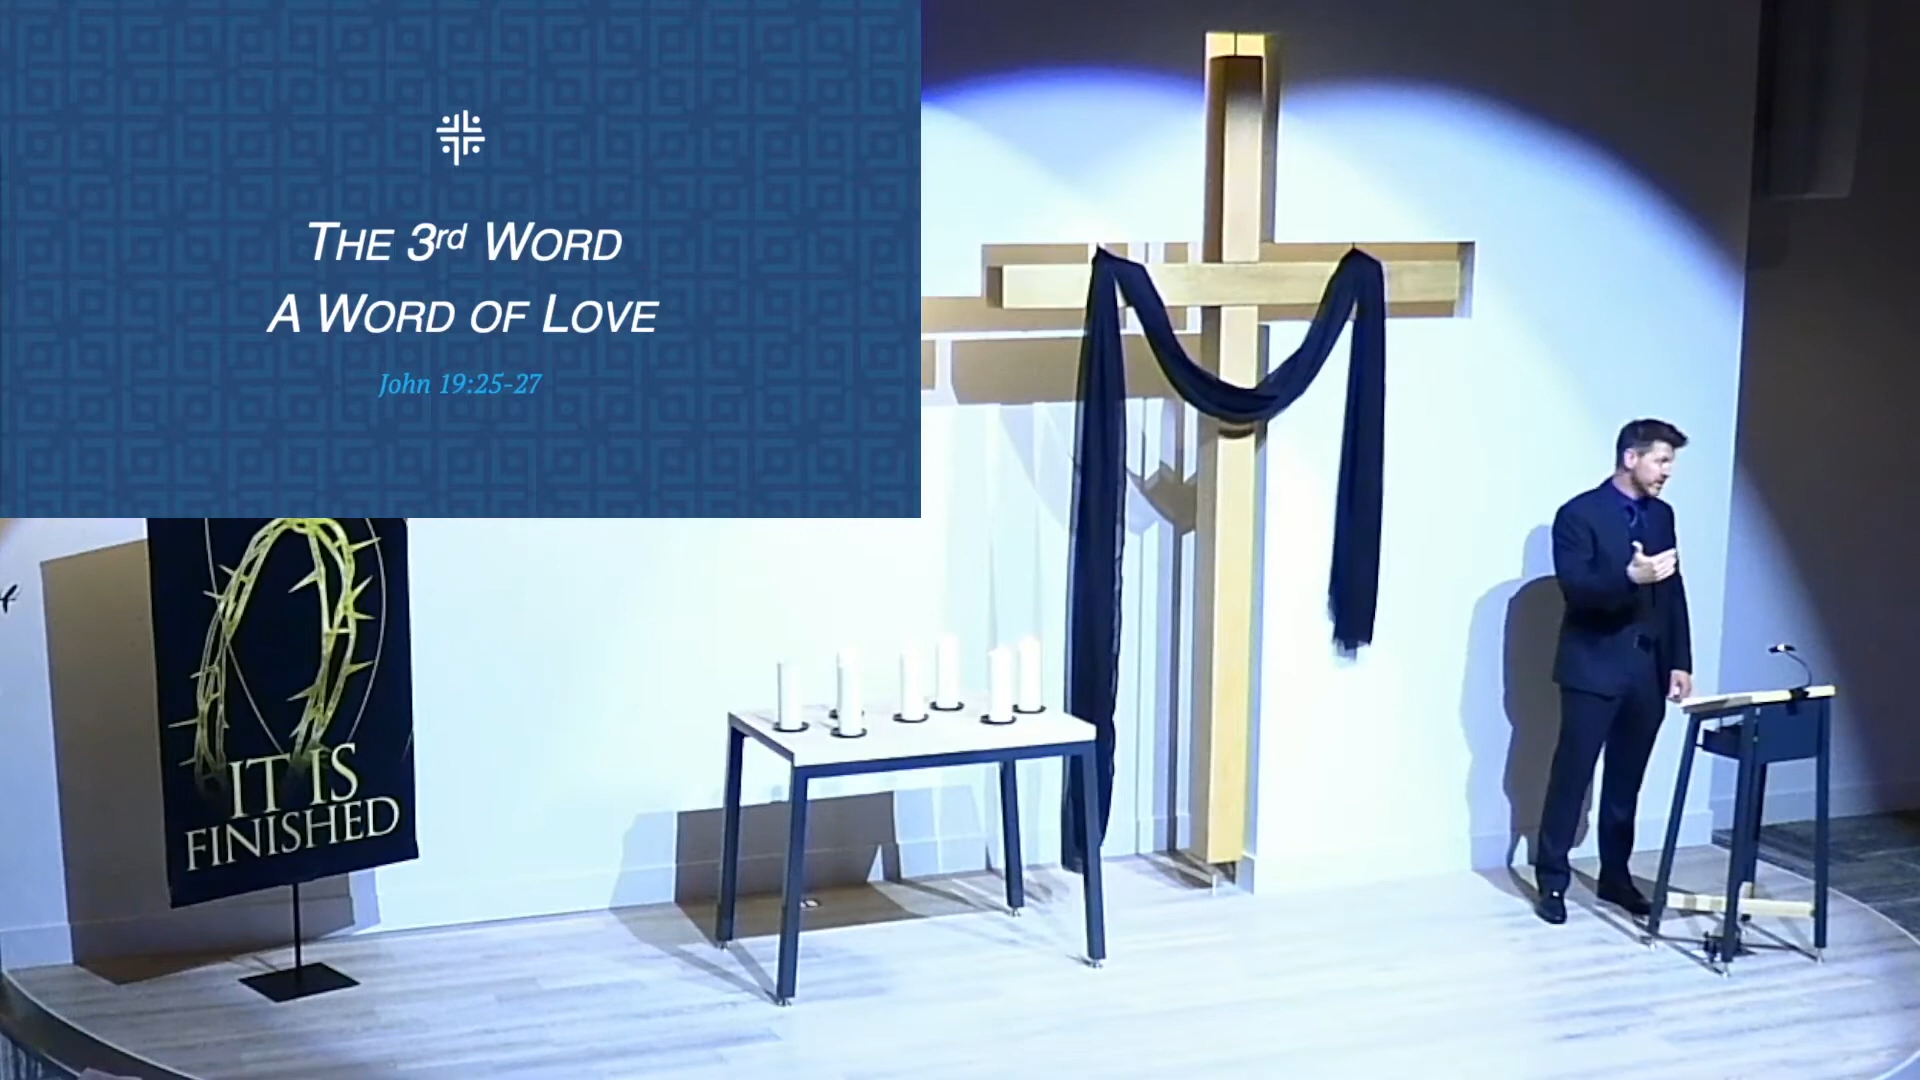 THE 3rd WORD
A WORD OF LOVE
John 19:25-27
IT IS
FINISHED